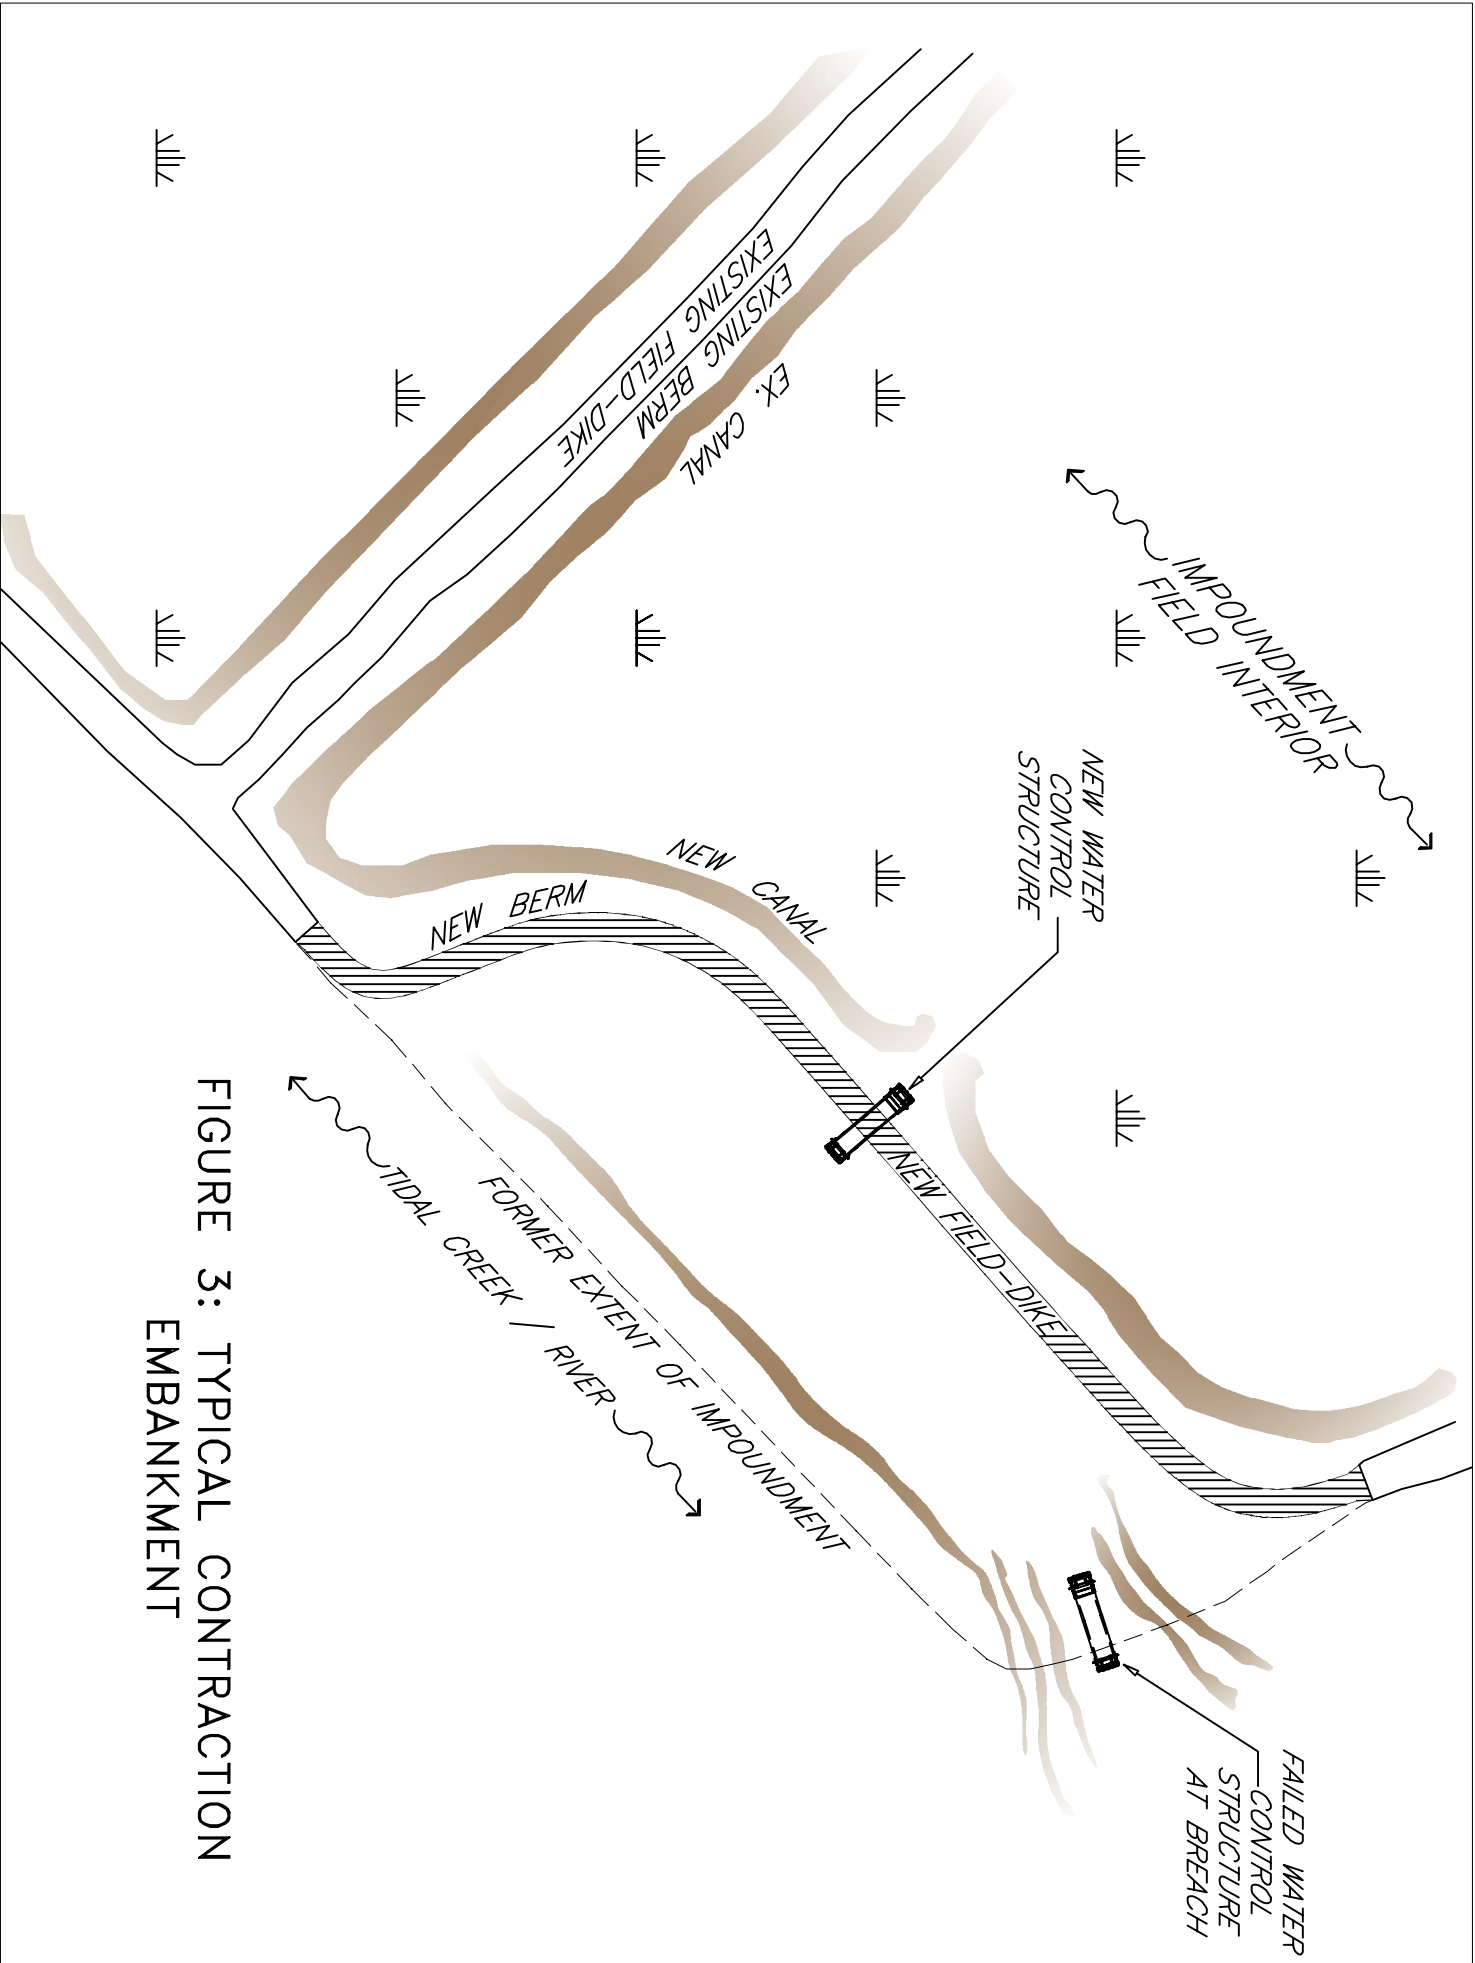 IMPOUNDMENT
FIELD INTERIOR
FAILED WATER
CONTROL
STRUCTURE
AT BREACH
NEW WATER
CONTROL
STRUCTURE
EX. CANAL
EXISTING BERM
EXISTING FIELD-DIKE
NEW CANAL
NEW BERM
NEW FIELD-DIKE
FORMER EXTENT OF IMPOUNDMENT
TIDAL CREEK / RIVER
FIGURE 3: TYPICAL CONTRACTION
EMBANKMENT